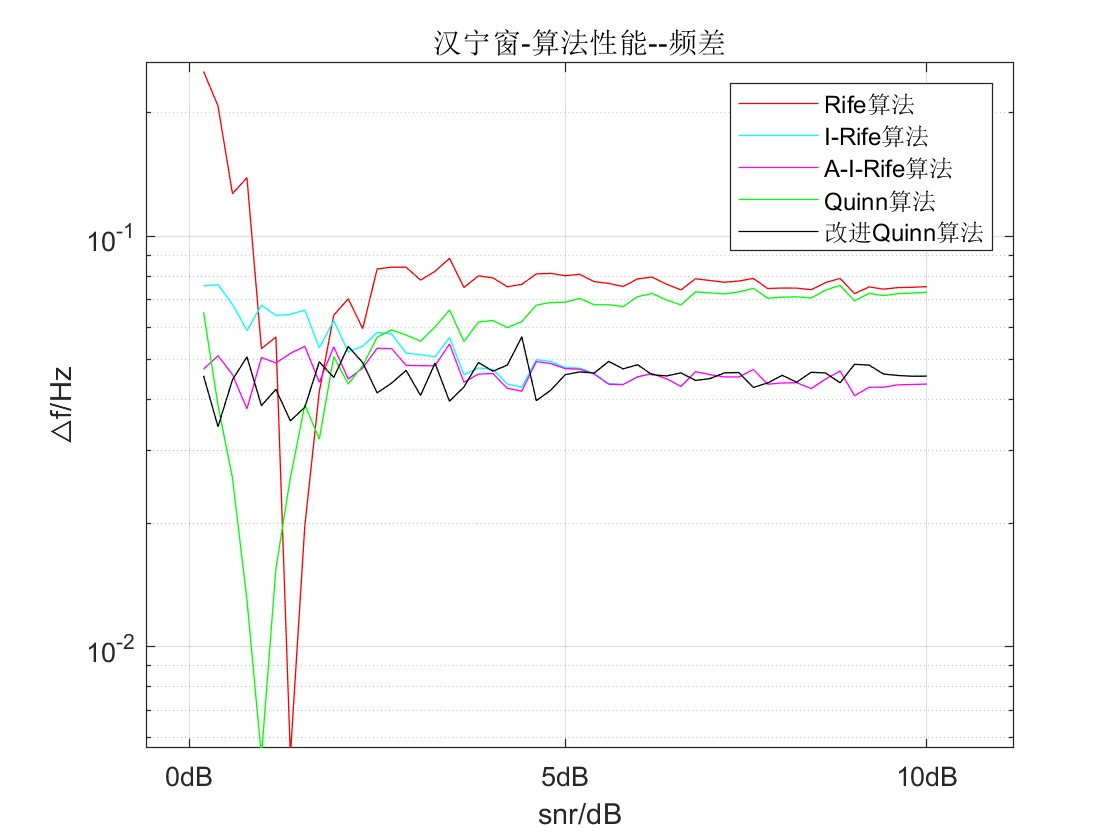 汉宁窗-算法性能--频差
Rife算法
I-Rife算法
A-I-Rife算法
Quinn算法
改进Quinn算法
10-1
10-2
Δf/Hz
0dB
5dB
10dB
snr/dB